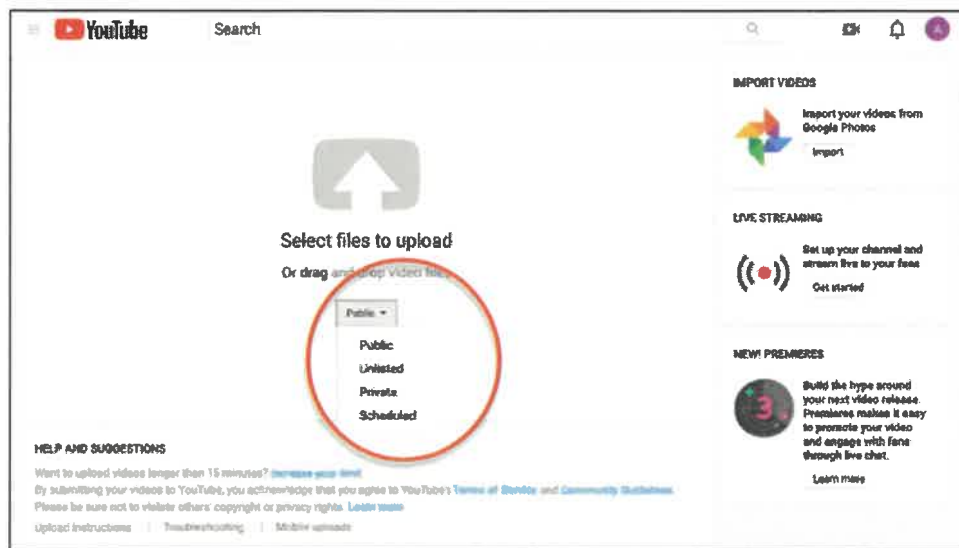 YouTube
Search
A
IMPORT VIDEOS
Import your videos from
Google Photos
Import
Select files to upload
Or drag and drop video files
Public
Public
Unlisted
Private
Scheduled
LIVE STREAMING
Set up your channel and
stream live to your fans
Get started
NEW! PREMIERES
3
Build the hype around
your next video release.
Premieres makes it easy
to promote your video
and engage with fans
through live chat.
Learn more
HELP AND SUGGESTIONS
Want to upload videos longer than 15 minutes? Increase your limit
By submitting your videos to YouTube, you acknowledge that you agree to YouTube's Terms of Service and Community Guidelines.
Please be sure not to violate others' copyright or privacy rights. Learn more
Upload instructions | Troubleshooting | Mobile uploads